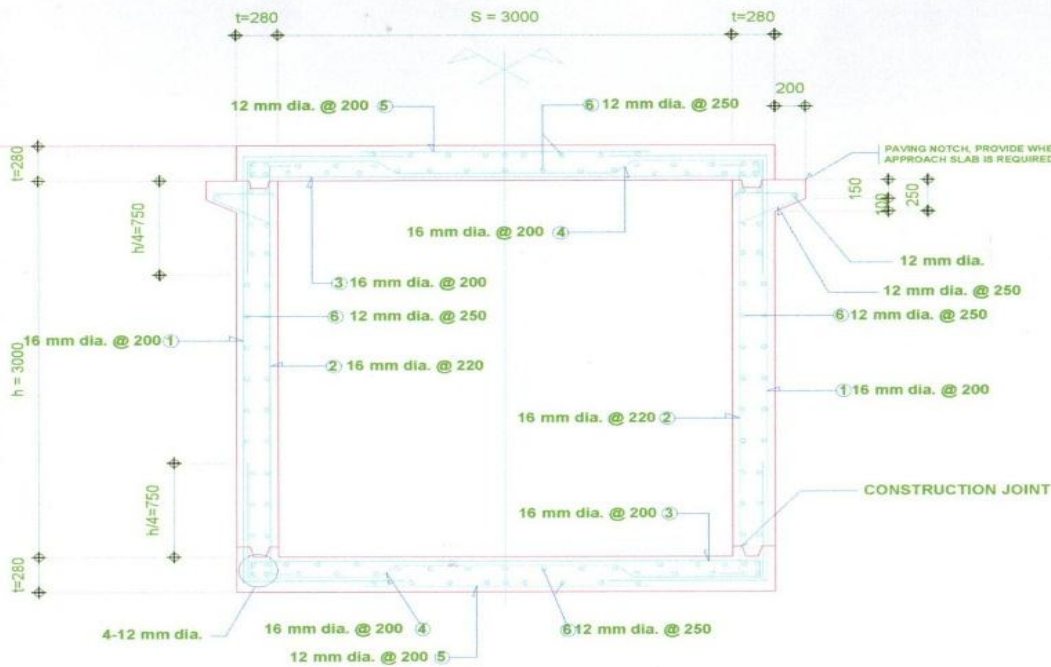 t=280
S = 3000
t=280
200
12 mm dia. @ 200 ⑤
⑥ 12 mm dia. @ 250
t=280
PAVING NOTCH, PROVIDE
APPROACH SLAB IS REQUIRED
150
100
250
h/4=750
16 mm dia. @ 200 ④
12 mm dia.
③ 16 mm dia. @ 200
12 mm dia. @ 250
⑥ 12 mm dia. @ 250
⑥ 12 mm dia. @ 250
16 mm dia. @ 200 ①
h = 3000
② 16 mm dia. @ 220
① 16 mm dia. @ 200
16 mm dia. @ 220 ②
h/4=750
CONSTRUCTION JOINT
16 mm dia. @ 200 ③
t=280
4-12 mm dia.
16 mm dia. @ 200 ④
⑥ 12 mm dia. @ 250
12 mm dia. @ 200 ⑤